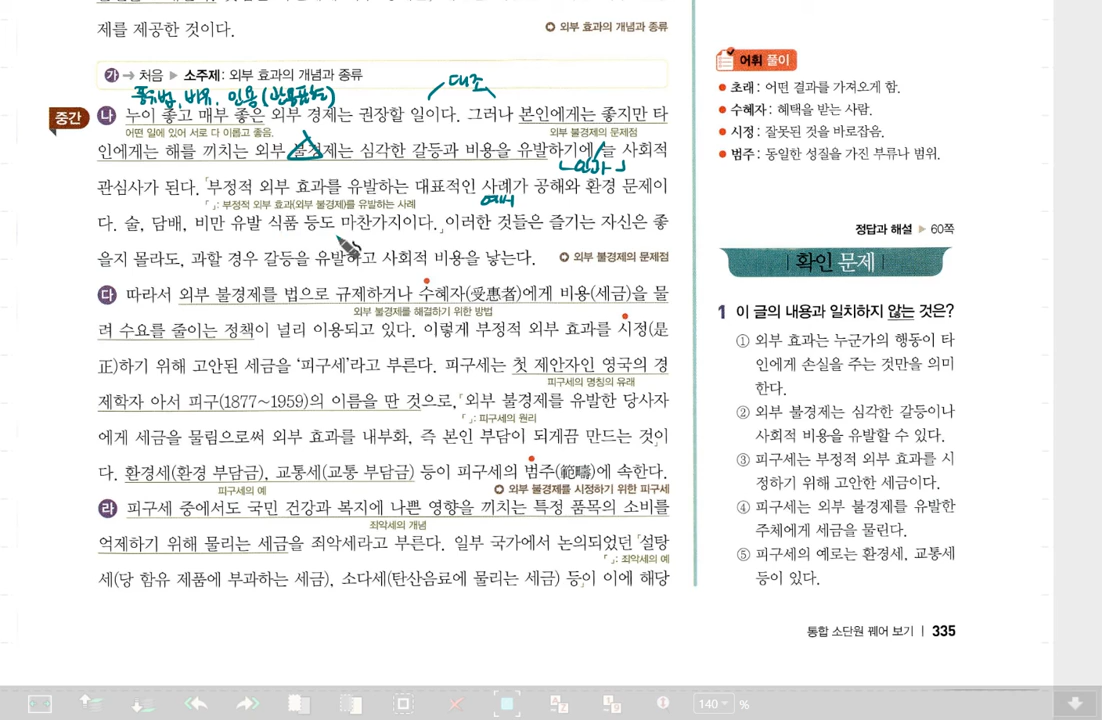 제를 제공한 것이다.
➲ 외부 효과의 개념과 종류
가 → 처음 ▶ 소주제: 외부 효과의 개념과 종류
풍유법, 비유, 인용(관용표현)
대조
중간
나 누이 좋고 매부 좋은 외부 경제는 권장할 일이다. 그러나 본인에게는 좋지만 타
어떤 일에 있어 서로 다 이롭고 좋음.
외부 불경제의 문제점
인에게는 해를 끼치는 외부 불경제는 심각한 갈등과 비용을 유발하기에 늘 사회적
인과
관심사가 된다. 「부정적 외부 효과를 유발하는 대표적인 사례가 공해와 환경 문제이
「 」: 부정적 외부 효과(외부 불경제)를 유발하는 사례
예시
다. 술, 담배, 비만 유발 식품 등도 마찬가지이다.」 이러한 것들은 즐기는 자신은 좋
을지 몰라도, 과할 경우 갈등을 유발하고 사회적 비용을 낳는다.
➲ 외부 불경제의 문제점
다 따라서 외부 불경제를 법으로 규제하거나 수혜자(受惠者)에게 비용(세금)을 물
외부 불경제를 해결하기 위한 방법
려 수요를 줄이는 정책이 널리 이용되고 있다. 이렇게 부정적 외부 효과를 시정(是
正)하기 위해 고안된 세금을 ‘피구세’라고 부른다. 피구세는 첫 제안자인 영국의 경
피구세의 명칭의 유래
제학자 아서 피구(1877~1959)의 이름을 딴 것으로, 「외부 불경제를 유발한 당사자
「 」: 피구세의 원리
에게 세금을 물림으로써 외부 효과를 내부화, 즉 본인 부담이 되게끔 만드는 것이
다.」 환경세(환경 부담금), 교통세(교통 부담금) 등이 피구세의 범주(範疇)에 속한다.
피구세의 예
➲ 외부 불경제를 시정하기 위한 피구세
라 피구세 중에서도 국민 건강과 복지에 나쁜 영향을 끼치는 특정 품목의 소비를
죄악세의 개념
억제하기 위해 물리는 세금을 죄악세라고 부른다. 일부 국가에서 논의되었던 「설탕
「 」: 죄악세의 예
세(당 함유 제품에 부과하는 세금), 소다세(탄산음료에 물리는 세금) 등」이 이에 해당
어휘 풀이
● 초래: 어떤 결과를 가져오게 함.
● 수혜자: 혜택을 받는 사람.
● 시정: 잘못된 것을 바로잡음.
● 범주: 동일한 성질을 가진 부류나 범위.
정답과 해설 ▶ 60쪽
확인 문제
1 이 글의 내용과 일치하지 않는 것은?
① 외부 효과는 누군가의 행동이 타
인에게 손실을 주는 것만을 의미
한다.
② 외부 불경제는 심각한 갈등이나
사회적 비용을 유발할 수 있다.
③ 피구세는 부정적 외부 효과를 시
정하기 위해 고안한 세금이다.
④ 피구세는 외부 불경제를 유발한
주체에게 세금을 물린다.
⑤ 피구세의 예로는 환경세, 교통세
등이 있다.
통합 소단원 꿰어 보기 | 335
140 %